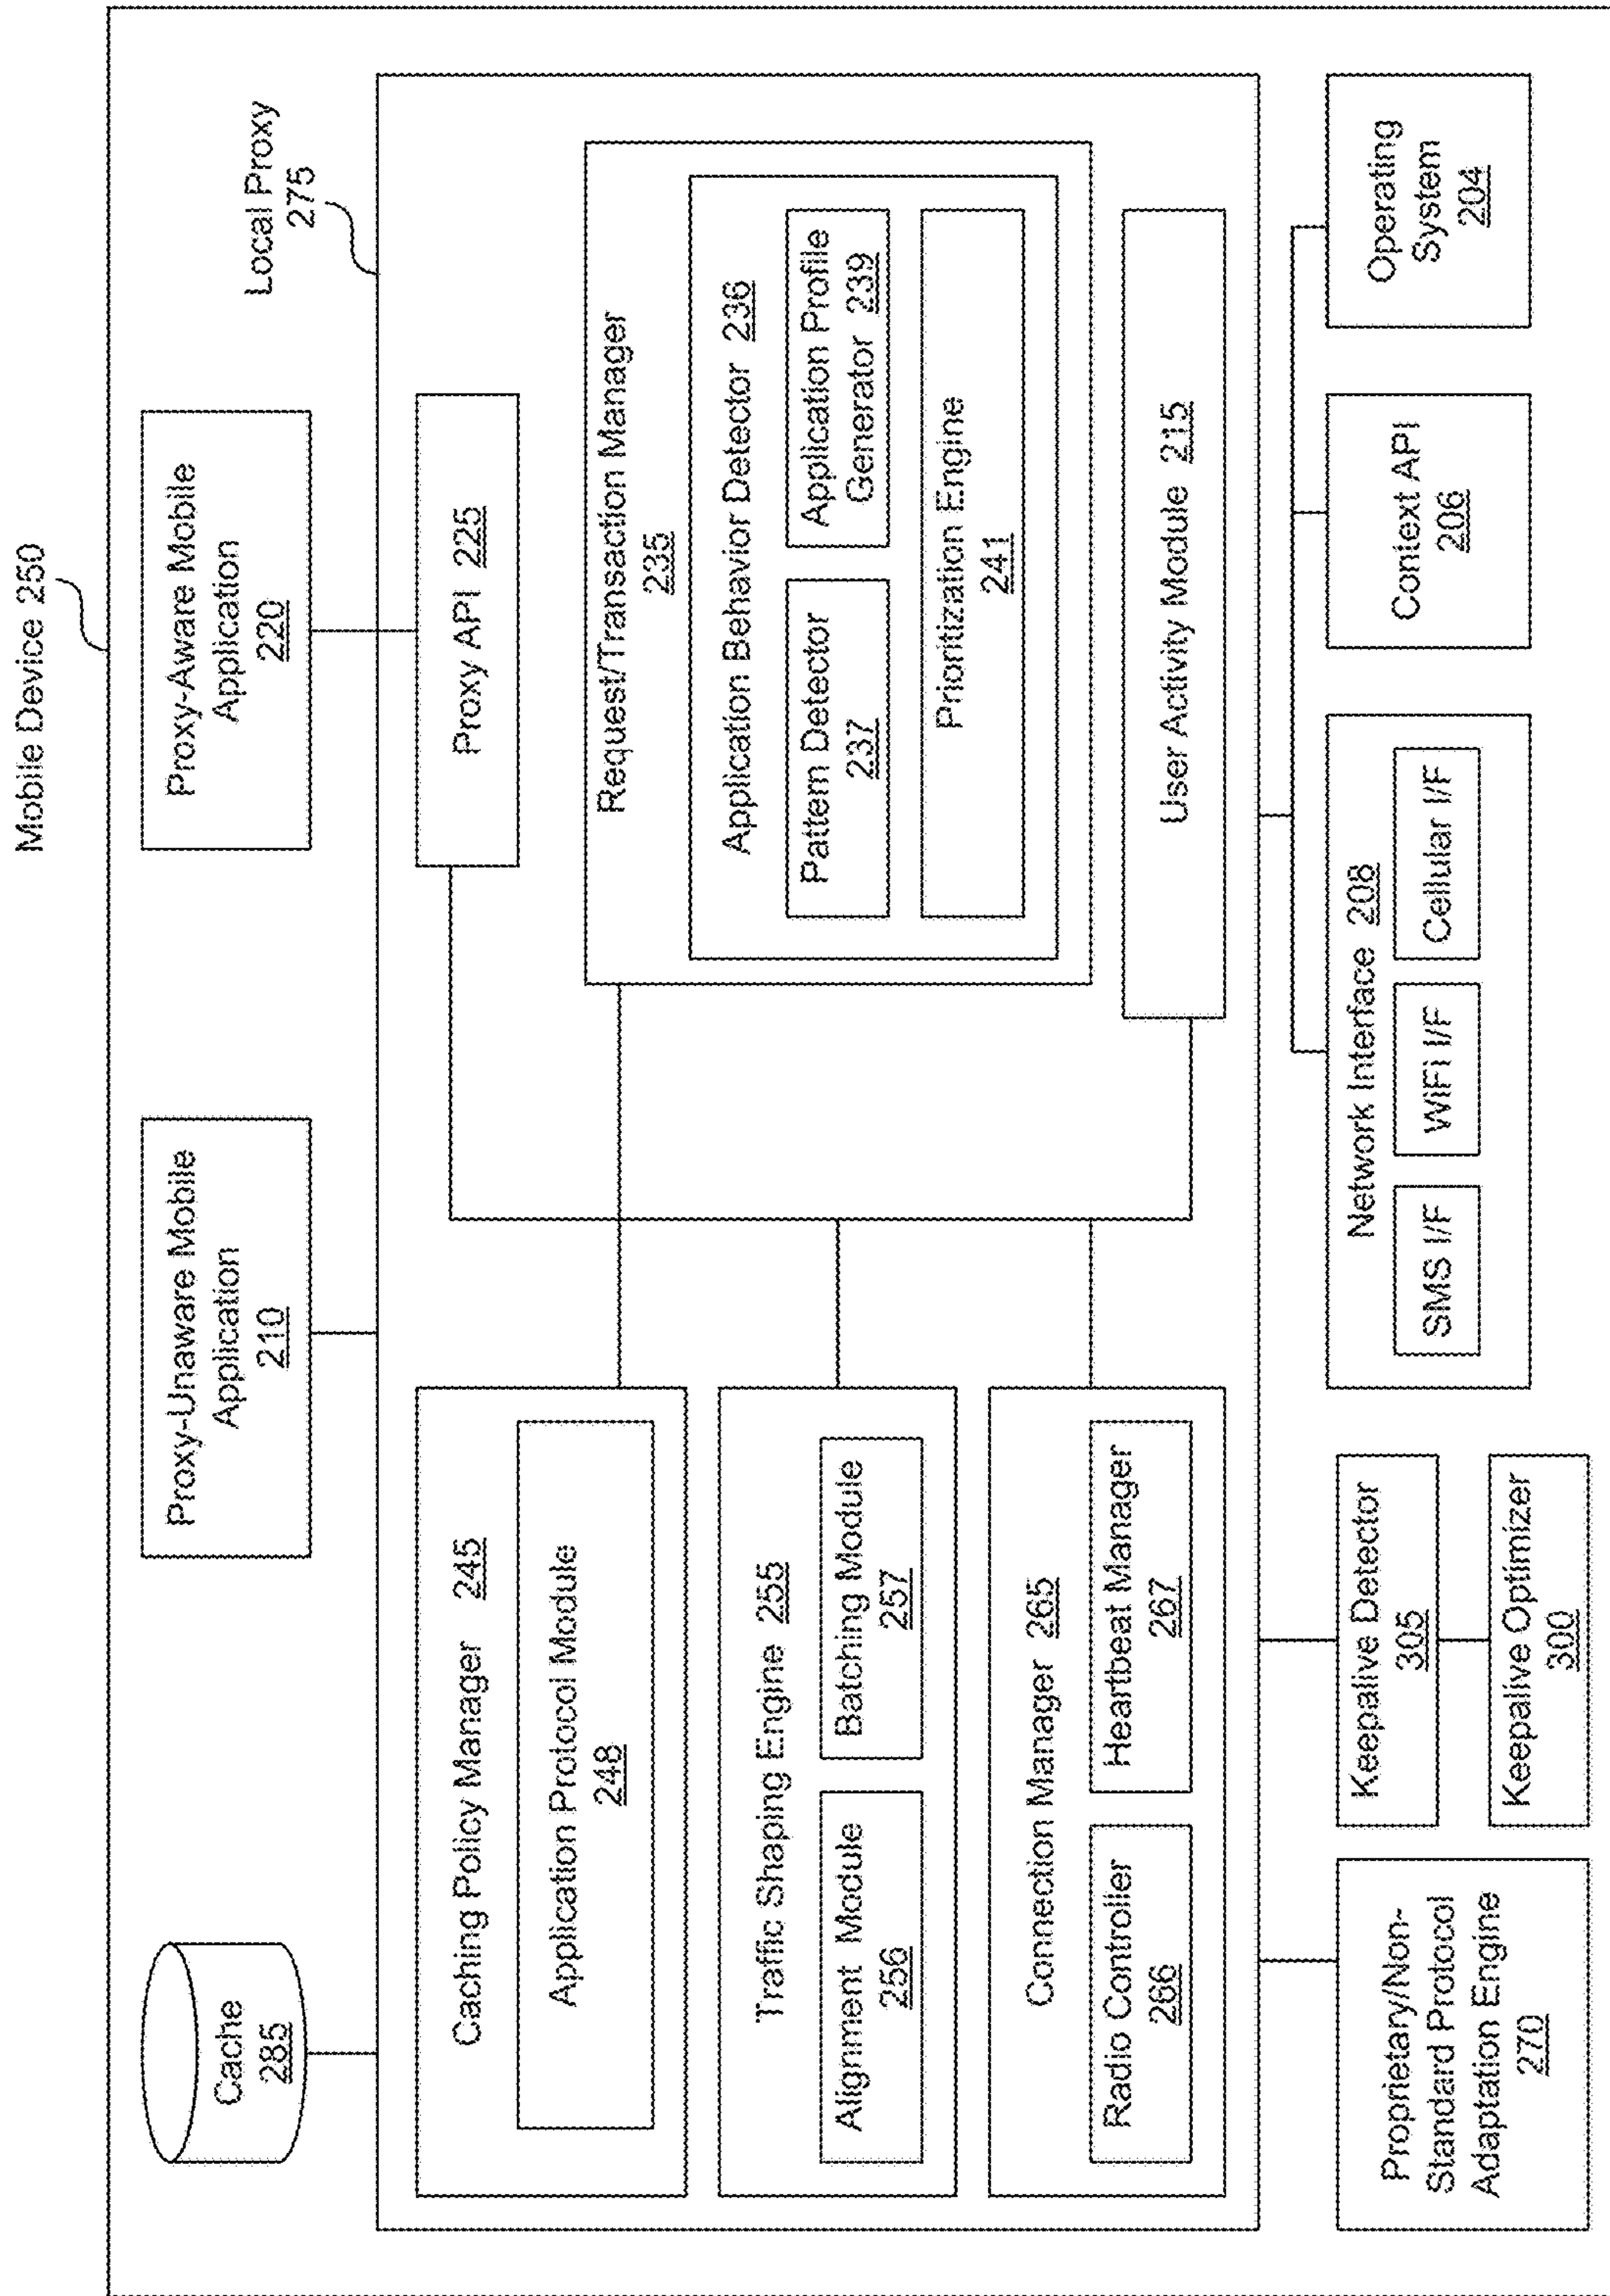 Mobile Device 250
Cache
285
Proxy-Unaware Mobile
Application
210
Proxy-Aware Mobile
Application
220
Local Proxy
275
Caching Policy Manager 245
Application Protocol Module
248
Traffic Shaping Engine 255
Alignment Module
256
Batching Module
257
Connection Manager 265
Radio Controller
266
Heartbeat Manager
267
Proxy API 225
Request/Transaction Manager
235
Application Behavior Detector 236
Pattern Detector
237
Application Profile
Generator 239
Prioritization Engine
241
User Activity Module 215
Proprietary/Non-
Standard Protocol
Adaptation Engine
270
Keepalive Detector
305
Keepalive Optimizer
300
Network Interface 208
SMS I/F
WiFi I/F
Cellular I/F
Context API
206
Operating
System
204